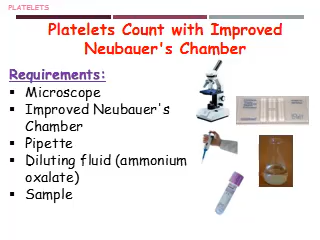 PLATELETS
Platelets Count with Improved
Neubauer's Chamber
Requirements:
▪ Microscope
▪ Improved Neubauer's
Chamber
▪ Pipette
▪ Diluting fluid (ammonium
oxalate)
▪ Sample